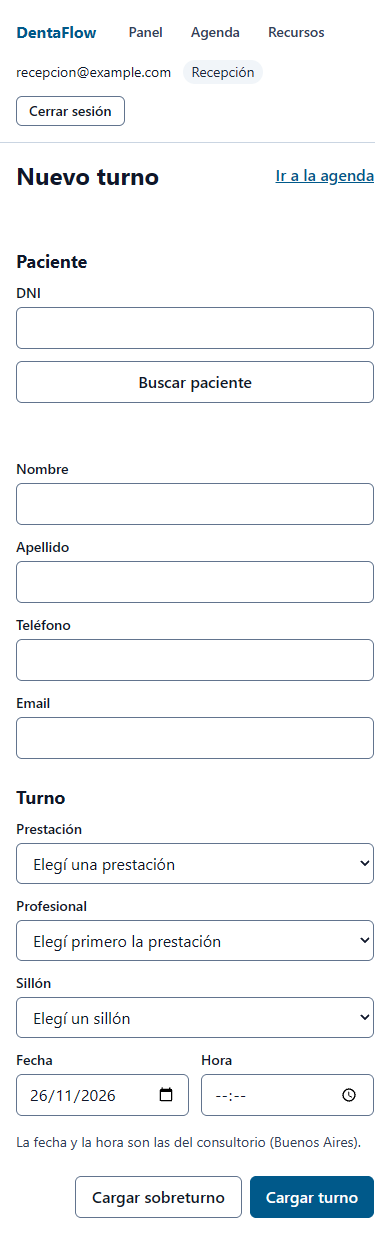 DentaFlow Panel Agenda Recursos
recepcion@example.com Recepción
Cerrar sesión
Nuevo turno Ir a la agenda
Paciente
DNI
Buscar paciente
Nombre
Apellido
Teléfono
Email
Turno
Prestación
Elegí una prestación
Profesional
Elegí primero la prestación
Sillón
Elegí un sillón
Fecha Hora
26/11/2026 --:--
La fecha y la hora son las del consultorio (Buenos Aires).
Cargar sobreturno Cargar turno